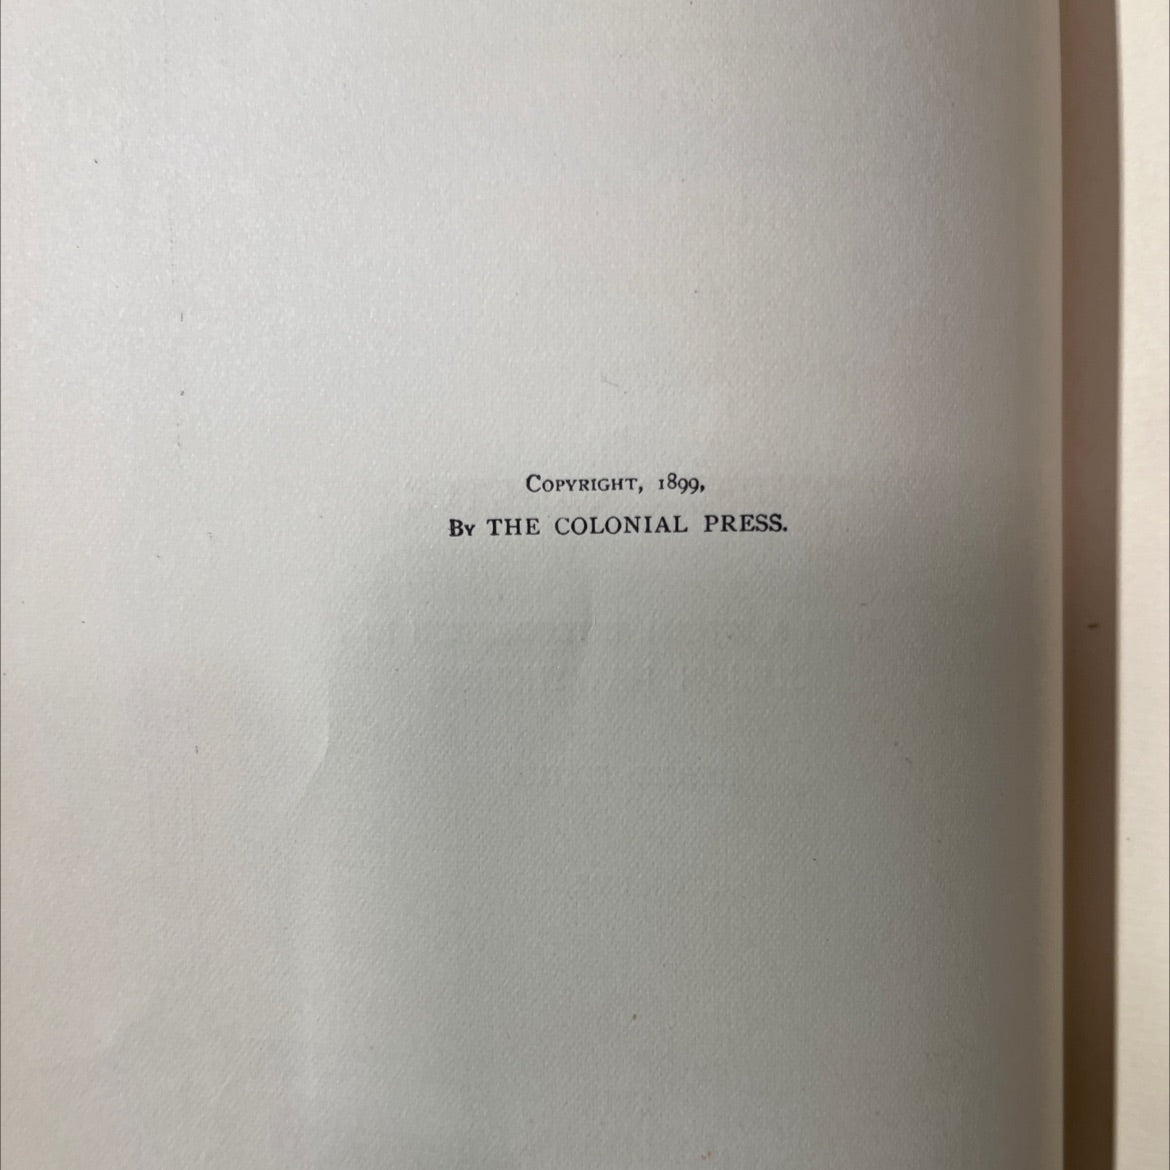 Copyright, 1899,
By THE COLONIAL PRESS.